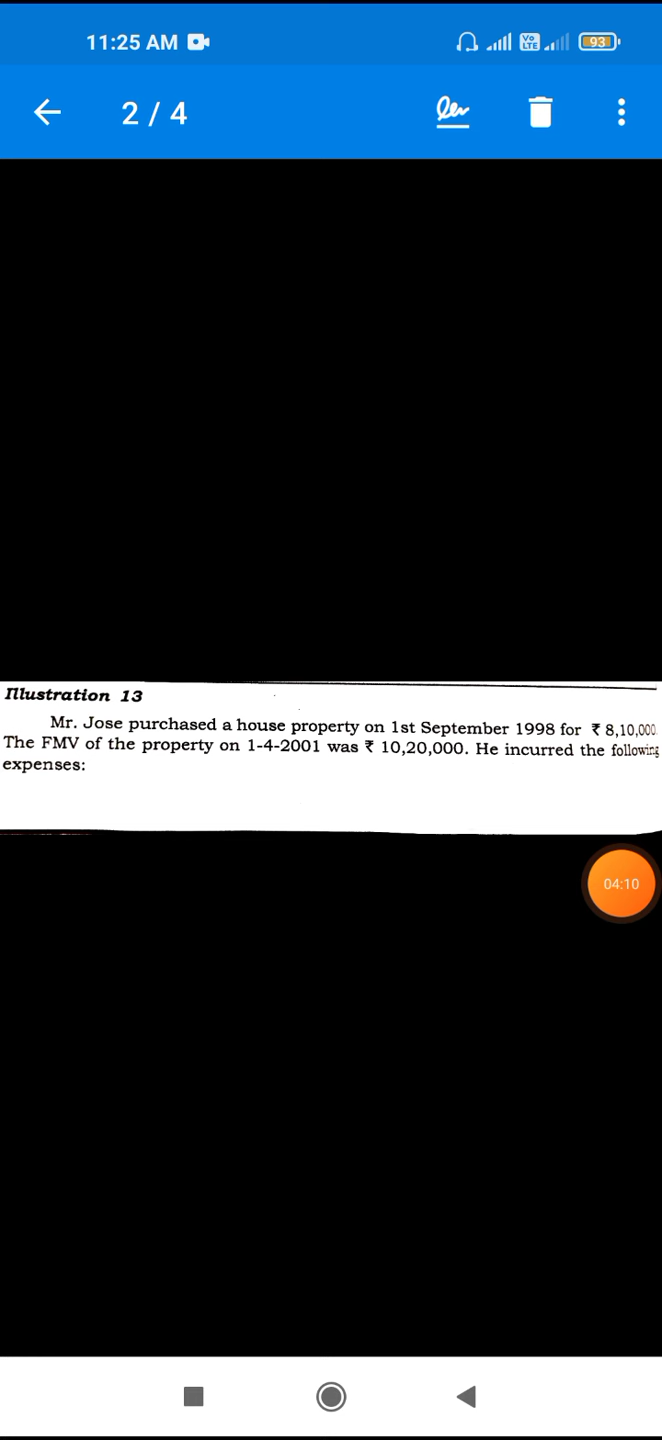 11:25 AM
Vo LTE
93
2 / 4
Illustration 13
Mr. Jose purchased a house property on 1st September 1998 for ₹ 8,10,000.
The FMV of the property on 1-4-2001 was ₹ 10,20,000. He incurred the following
expenses:
04:10